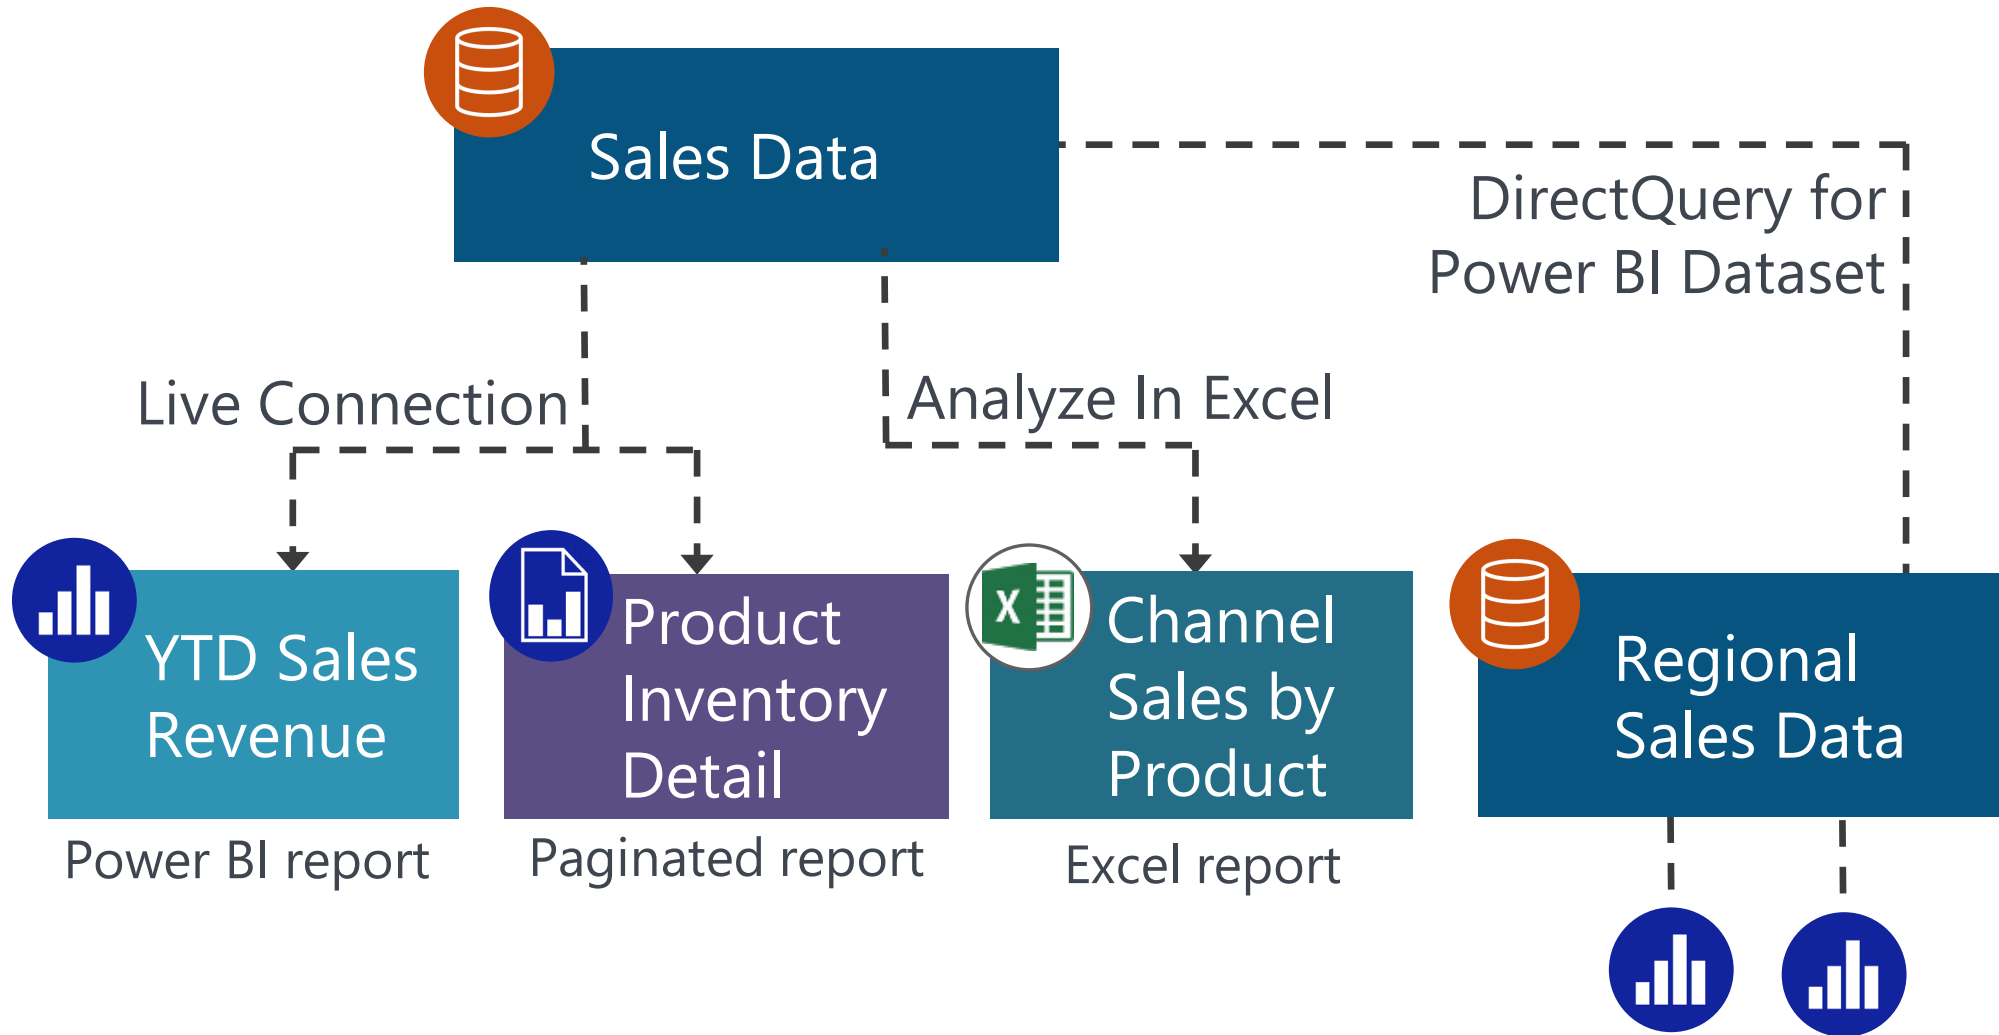 Sales Data
DirectQuery for
Power BI Dataset
Live Connection
Analyze In Excel
YTD Sales
Revenue
Power BI report
Product
Inventory
Detail
Paginated report
X
Channel
Sales by
Product
Excel report
Regional
Sales Data